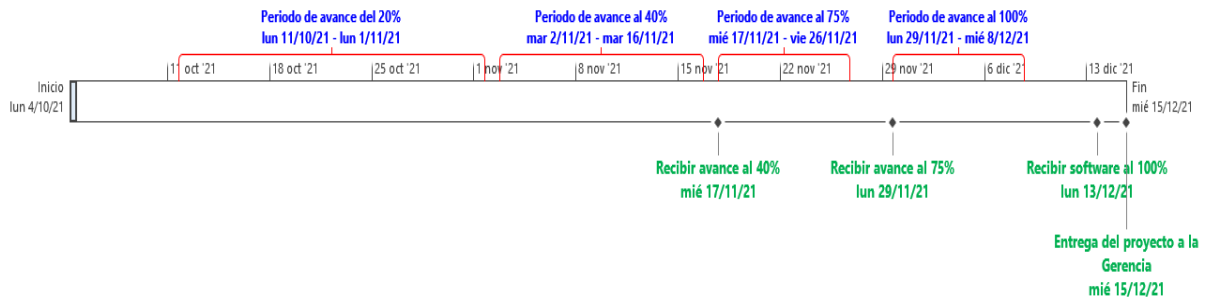 Periodo de avance del 20%
lun 11/10/21 - lun 1/11/21
Periodo de avance al 40%
mar 2/11/21 - mar 16/11/21
Periodo de avance al 75%
mié 17/11/21 - vie 26/11/21
Periodo de avance al 100%
lun 29/11/21 - mié 8/12/21
11 oct '21
18 oct '21
25 oct '21
1 nov '21
8 nov '21
15 nov '21
22 nov '21
29 nov '21
6 dic '21
13 dic '21
Inicio
lun 4/10/21
Fin
mié 15/12/21
Recibir avance al 40%
mié 17/11/21
Recibir avance al 75%
lun 29/11/21
Recibir software al 100%
lun 13/12/21
Entrega del proyecto a la
Gerencia
mié 15/12/21